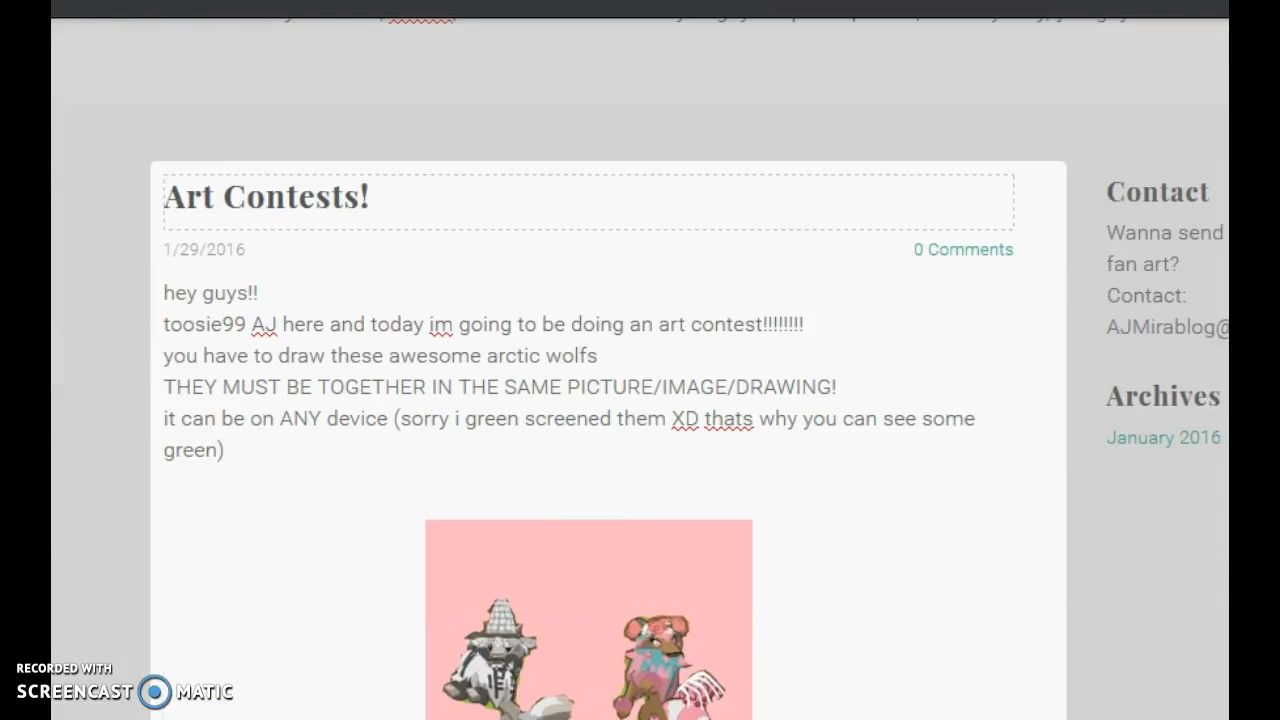 Art Contests!
1/29/2016
0 Comments
hey guys!!
toosie99 AJ here and today im going to be doing an art contest!!!!!!!!
you have to draw these awesome arctic wolfs
THEY MUST BE TOGETHER IN THE SAME PICTURE/IMAGE/DRAWING!
it can be on ANY device (sorry i green screened them XD thats why you can see some
green)
Contact
Wanna send
fan art?
Contact:
AJMirablog@
Archives
January 2016
RECORDED WITH
SCREENCAST MATIC